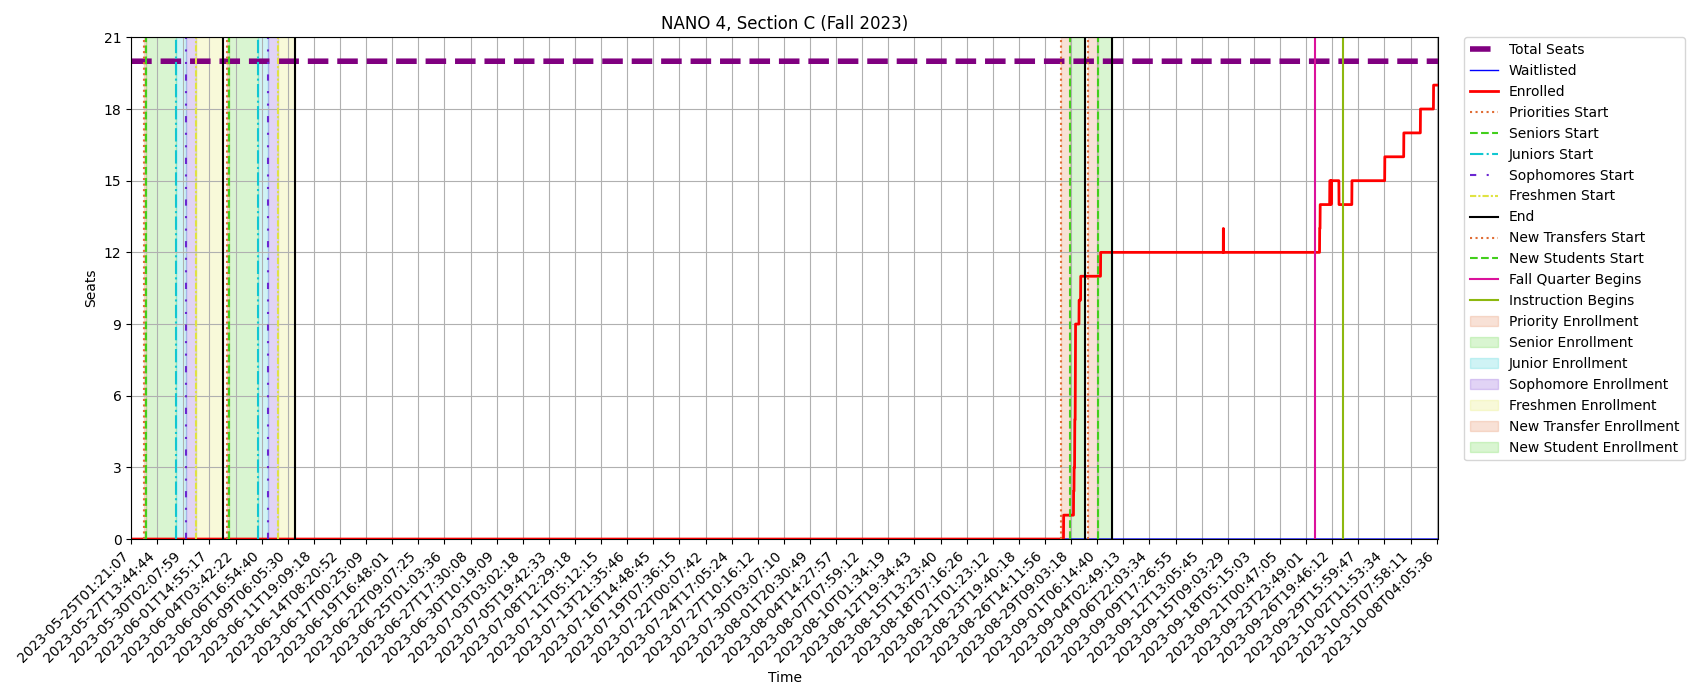 NANO 4, Section C (Fall 2023)
21
18
15
12
9
6
3
0
Seats
2023-05-25T01:21:07
2023-05-27T13:44:44
2023-05-30T02:07:59
2023-06-01T14:55:17
2023-06-04T03:42:22
2023-06-06T16:54:40
2023-06-09T06:05:30
2023-06-11T19:09:18
2023-06-14T08:20:52
2023-06-17T00:25:09
2023-06-19T16:48:01
2023-06-22T09:07:25
2023-06-25T01:03:36
2023-06-27T17:30:08
2023-06-30T10:19:09
2023-07-03T03:02:18
2023-07-05T19:42:33
2023-07-08T12:29:18
2023-07-11T05:12:15
2023-07-13T21:35:46
2023-07-16T14:48:45
2023-07-19T07:36:15
2023-07-22T00:07:42
2023-07-24T17:05:24
2023-07-27T10:16:12
2023-07-30T03:07:10
2023-08-01T20:30:49
2023-08-04T14:27:57
2023-08-07T07:59:12
2023-08-10T01:34:19
2023-08-12T19:34:43
2023-08-15T13:23:40
2023-08-18T07:16:26
2023-08-21T01:23:12
2023-08-23T19:40:18
2023-08-26T14:11:56
2023-08-29T09:03:18
2023-09-01T06:14:40
2023-09-04T02:49:13
2023-09-06T22:03:34
2023-09-09T17:26:55
2023-09-12T13:05:45
2023-09-15T09:03:29
2023-09-18T05:15:03
2023-09-21T00:47:05
2023-09-23T23:49:01
2023-09-26T19:46:12
2023-09-29T15:59:47
2023-10-02T11:53:34
2023-10-05T07:58:11
2023-10-08T04:05:36
Time
Total Seats
Waitlisted
Enrolled
Priorities Start
Seniors Start
Juniors Start
Sophomores Start
Freshmen Start
End
New Transfers Start
New Students Start
Fall Quarter Begins
Instruction Begins
Priority Enrollment
Senior Enrollment
Junior Enrollment
Sophomore Enrollment
Freshmen Enrollment
New Transfer Enrollment
New Student Enrollment